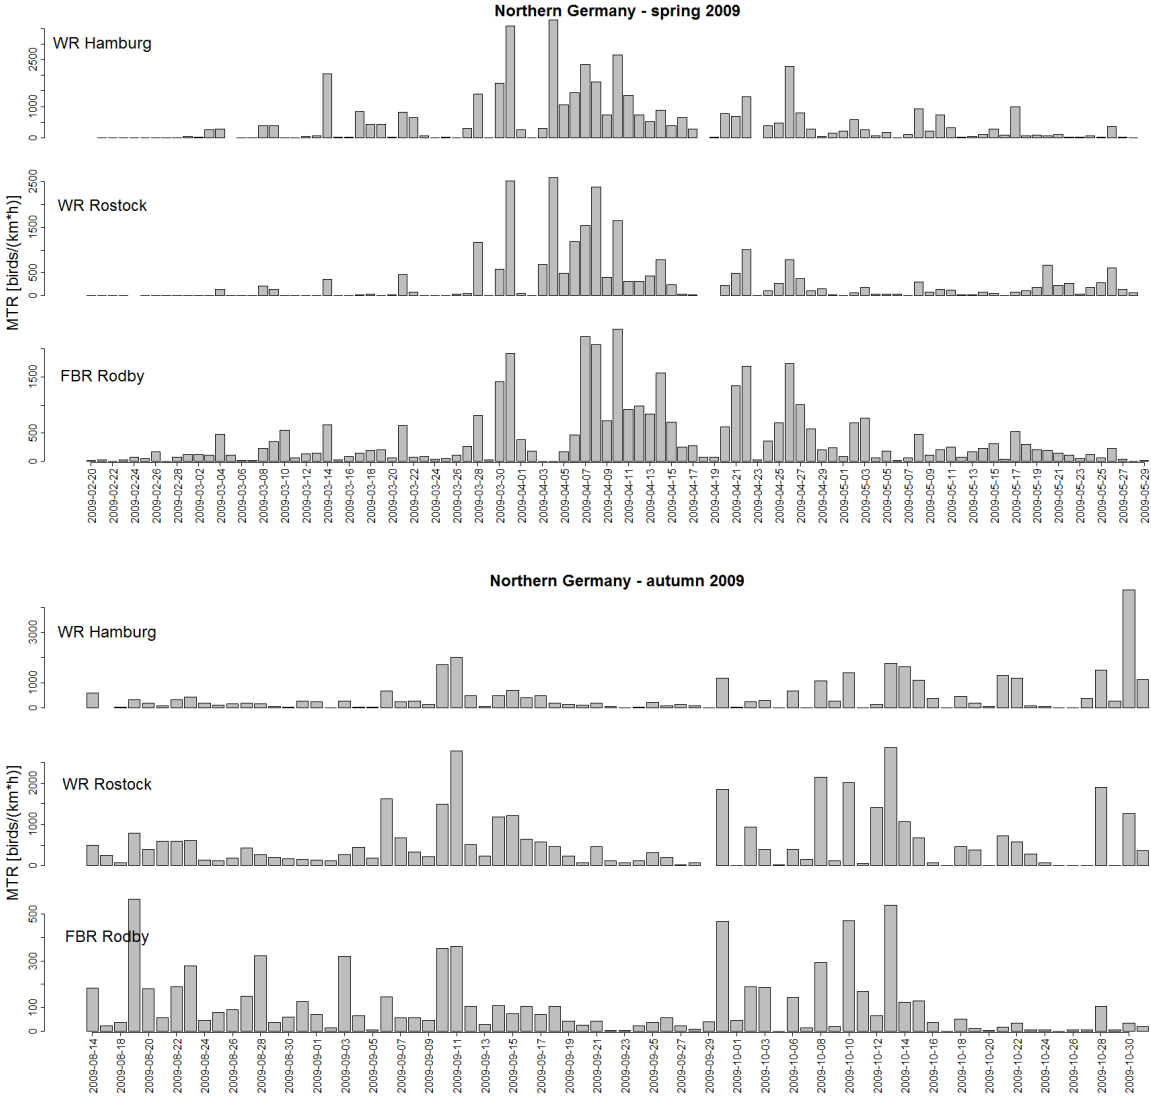 Northern Germany - spring 2009
WR Hamburg
0 1000 2500
WR Rostock
0 500 1500 2500
MTR [birds/(km*h)]
FBR Rodby
0 500 1500
2009-02-20 2009-02-22 2009-02-24 2009-02-26 2009-02-28 2009-03-02 2009-03-04 2009-03-06 2009-03-08 2009-03-10 2009-03-12 2009-03-14 2009-03-16 2009-03-18 2009-03-20 2009-03-22 2009-03-24 2009-03-26 2009-03-28 2009-03-30 2009-04-01 2009-04-03 2009-04-05 2009-04-07 2009-04-09 2009-04-11 2009-04-13 2009-04-15 2009-04-17 2009-04-19 2009-04-21 2009-04-23 2009-04-25 2009-04-27 2009-04-29 2009-05-01 2009-05-03 2009-05-05 2009-05-07 2009-05-09 2009-05-11 2009-05-13 2009-05-15 2009-05-17 2009-05-19 2009-05-21 2009-05-23 2009-05-25 2009-05-27 2009-05-29
Northern Germany - autumn 2009
WR Hamburg
0 1000 3000
WR Rostock
0 1000 2000
MTR [birds/(km*h)]
FBR Rodby
0 100 300 500
2009-08-14 2009-08-18 2009-08-20 2009-08-22 2009-08-24 2009-08-26 2009-08-28 2009-08-30 2009-09-01 2009-09-03 2009-09-05 2009-09-07 2009-09-09 2009-09-11 2009-09-13 2009-09-15 2009-09-17 2009-09-19 2009-09-21 2009-09-23 2009-09-25 2009-09-27 2009-09-29 2009-10-01 2009-10-03 2009-10-06 2009-10-08 2009-10-10 2009-10-12 2009-10-14 2009-10-16 2009-10-18 2009-10-20 2009-10-22 2009-10-24 2009-10-26 2009-10-28 2009-10-30